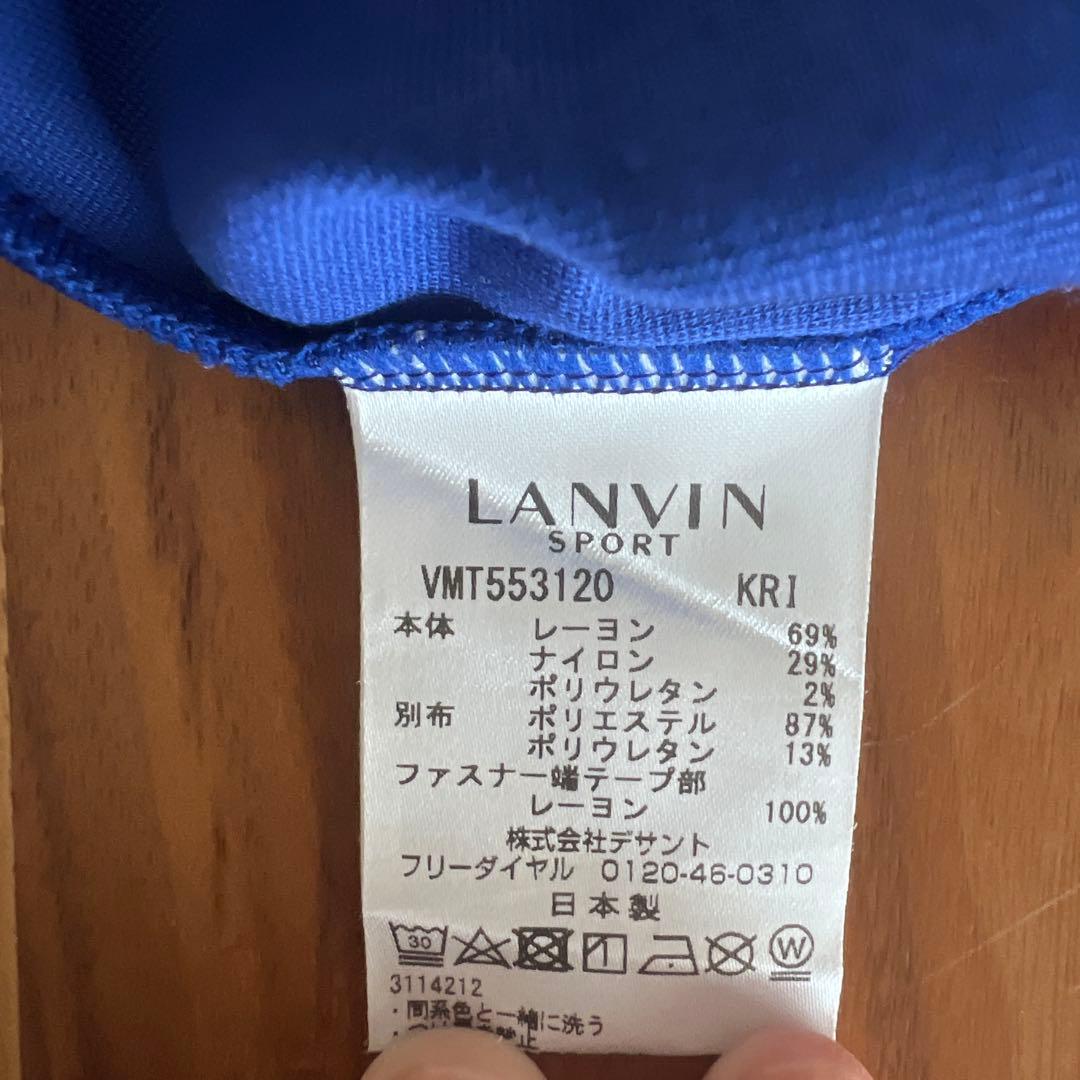 LANVIN
SPORT
VMT553120 KRI
本体 レーヨン 69%
ナイロン 29%
ポリウレタン 2%
別布 ポリエステル 87%
ポリウレタン 13%
ファスナー端テープ部
レーヨン 100%
株式会社デサント
フリーダイヤル 0120-46-0310
日本製
30 W
3114212
・同系色と一緒に洗う